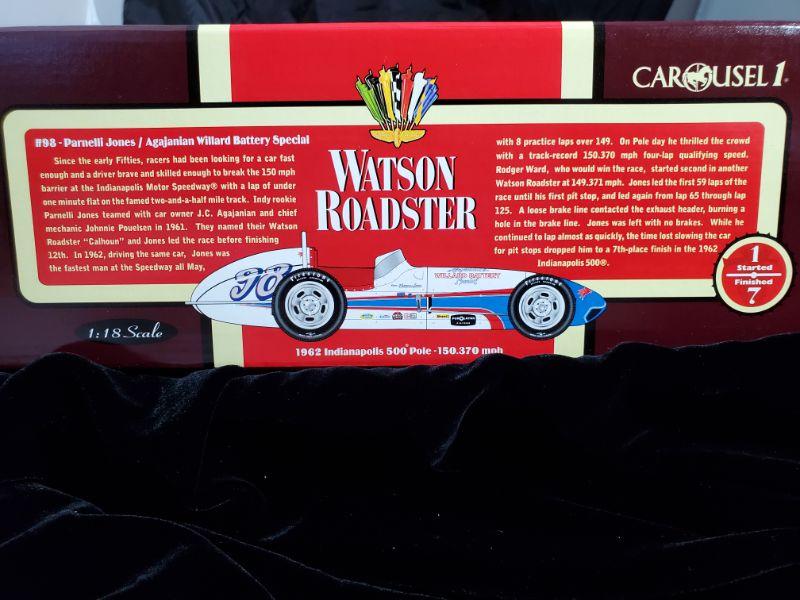 CAROUSEL 1
#98 - Parnelli Jones / Agajanian Willard Battery Special
Since the early Fifties, racers had been looking for a car fast
enough and a driver brave and skilled enough to break the 150 mph
barrier at the Indianapolis Motor Speedway® with a lap of under
one minute flat on the famed two-and-a-half mile track. Indy rookie
Parnelli Jones teamed with car owner J.C. Agajanian and chief
mechanic Johnnie Pouelsen in 1961. They named their Watson
Roadster "Calhoun" and Jones led the race before finishing
12th. In 1962, driving the same car, Jones was
the fastest man at the Speedway all May,
WATSON
ROADSTER
with 8 practice laps over 149. On Pole day he thrilled the crowd
with a track-record 150.370 mph four-lap qualifying speed.
Rodger Ward, who would win the race, started second in another
Watson Roadster at 149.371 mph. Jones led the first 59 laps of the
race until his first pit stop, and led again from lap 65 through lap
125. A loose brake line contacted the exhaust header, burning a
hole in the brake line. Jones was left with no brakes. While he
continued to lap almost as quickly, the time lost slowing the car
for pit stops dropped him to a 7th-place finish in the 1962
Indianapolis 500®.
1
Started
Finished
7
98
FIRESTONE
WILLARD BATTERY
Special
FIRESTONE
PUROLATOR
1:18 Scale
1962 Indianapolis 500® Pole - 150.370 mph